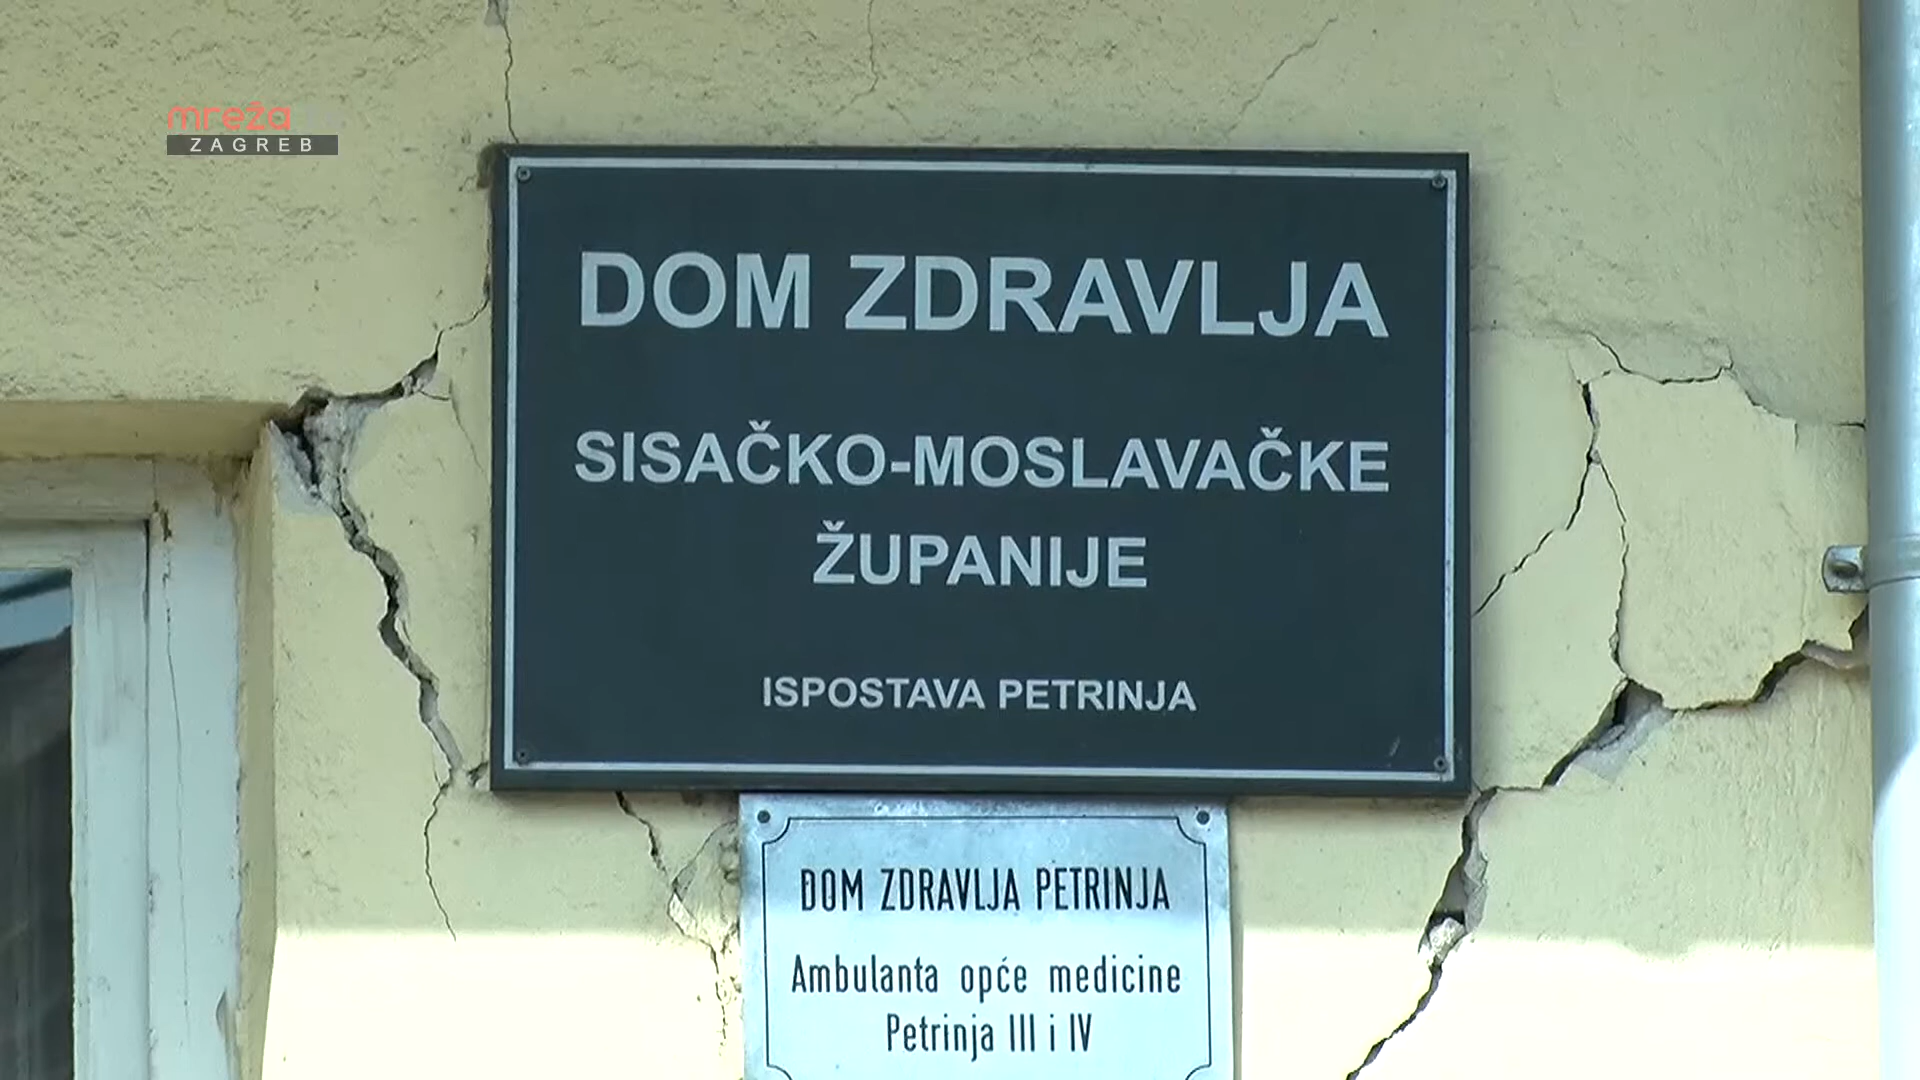 mreža
ZAGREB
DOM ZDRAVLJA
SISAČKO-MOSLAVAČKE
ŽUPANIJE
ISPOSTAVA PETRINJA
DOM ZDRAVLJA PETRINJA
Ambulanta opće medicine
Petrinja III i IV